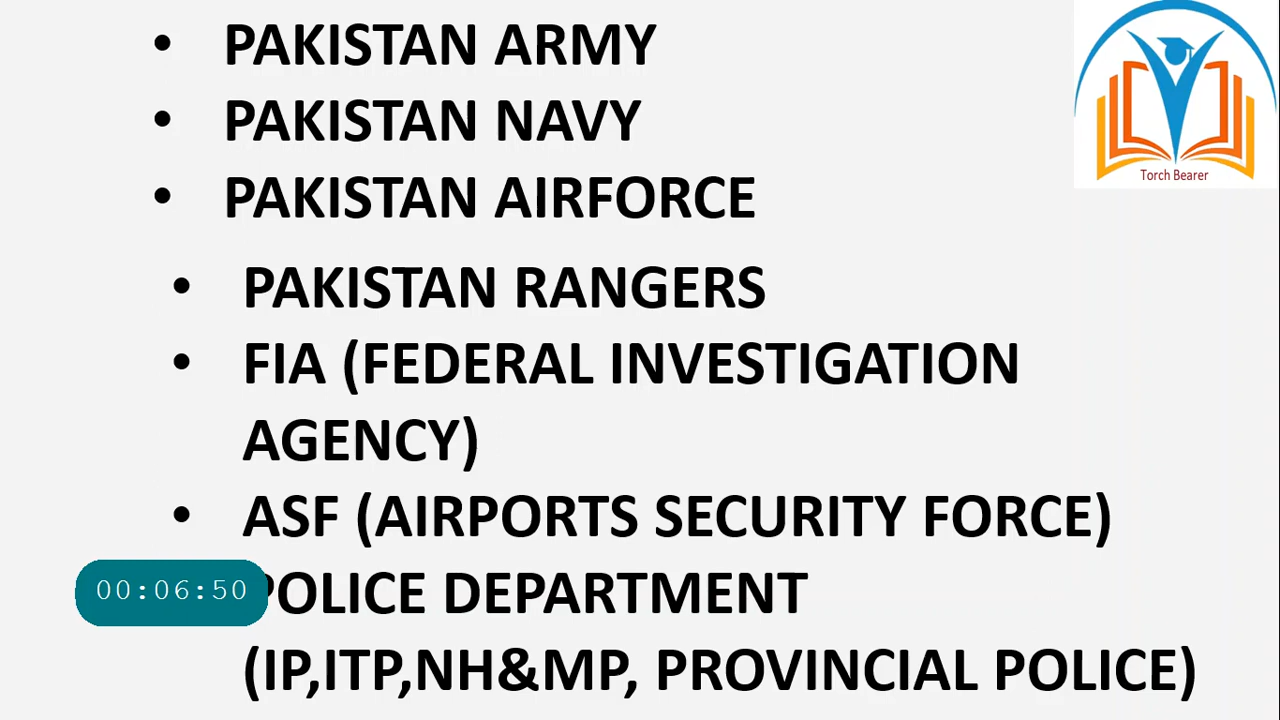 • PAKISTAN ARMY
• PAKISTAN NAVY
• PAKISTAN AIRFORCE
• PAKISTAN RANGERS
• FIA (FEDERAL INVESTIGATION
AGENCY)
• ASF (AIRPORTS SECURITY FORCE)
POLICE DEPARTMENT
(IP,ITP,NH&MP, PROVINCIAL POLICE)
00:06:50
Torch Bearer